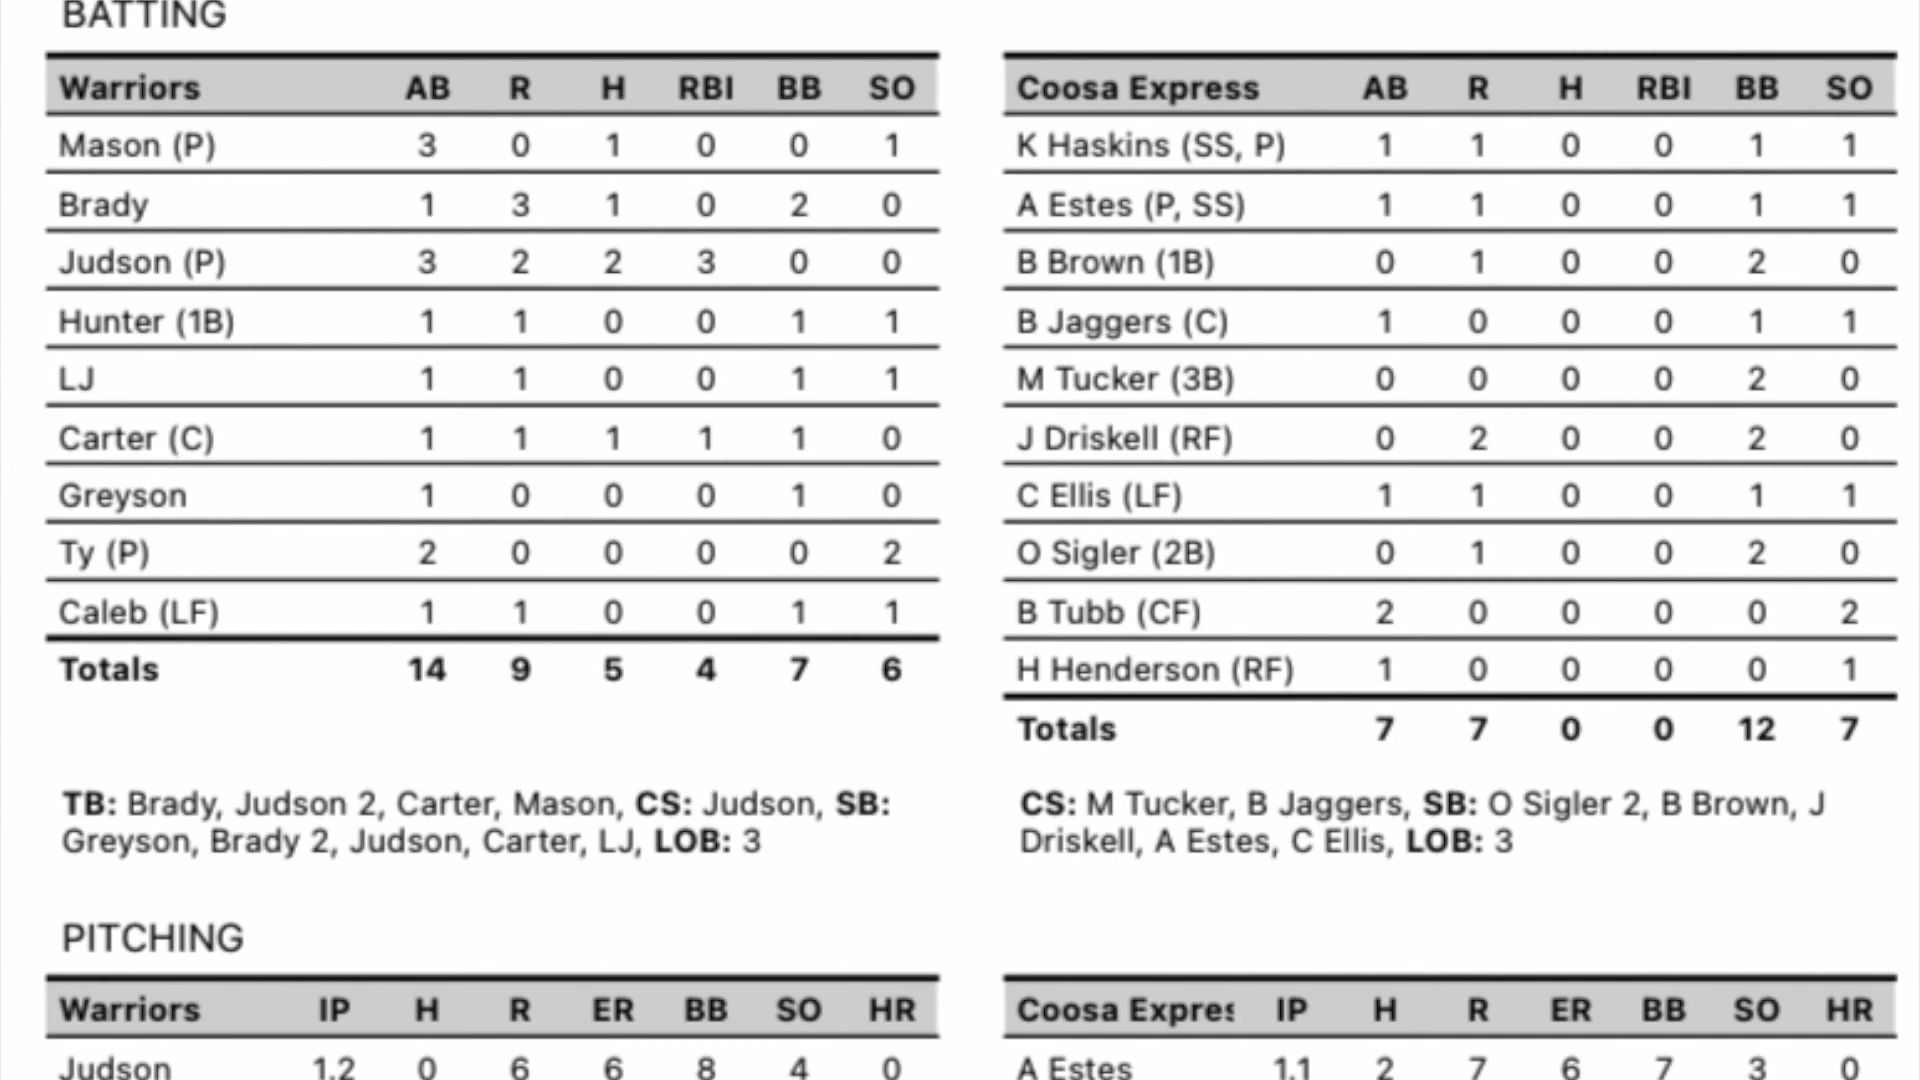 BATTING
Warriors AB R H RBI BB SO
Mason (P) 3 0 1 0 0 1
Brady 1 3 1 0 2 0
Judson (P) 3 2 2 3 0 0
Hunter (1B) 1 1 0 0 1 1
LJ 1 1 0 0 1 1
Carter (C) 1 1 1 1 1 0
Greyson 1 0 0 0 1 0
Ty (P) 2 0 0 0 0 2
Caleb (LF) 1 1 0 0 1 1
Totals 14 9 5 4 7 6
TB: Brady, Judson 2, Carter, Mason, CS: Judson, SB:
Greyson, Brady 2, Judson, Carter, LJ, LOB: 3
Coosa Express AB R H RBI BB SO
K Haskins (SS, P) 1 1 0 0 1 1
A Estes (P, SS) 1 1 0 0 1 1
B Brown (1B) 0 1 0 0 2 0
B Jaggers (C) 1 0 0 0 1 1
M Tucker (3B) 0 0 0 0 2 0
J Driskell (RF) 0 2 0 0 2 0
C Ellis (LF) 1 1 0 0 1 1
O Sigler (2B) 0 1 0 0 2 0
B Tubb (CF) 2 0 0 0 0 2
H Henderson (RF) 1 0 0 0 0 1
Totals 7 7 0 0 12 7
CS: M Tucker, B Jaggers, SB: O Sigler 2, B Brown, J
Driskell, A Estes, C Ellis, LOB: 3
PITCHING
Warriors IP H R ER BB SO HR
Judson 1.2 0 6 6 8 4 0
Coosa Expres IP H R ER BB SO HR
A Estes 1.1 2 7 6 7 3 0